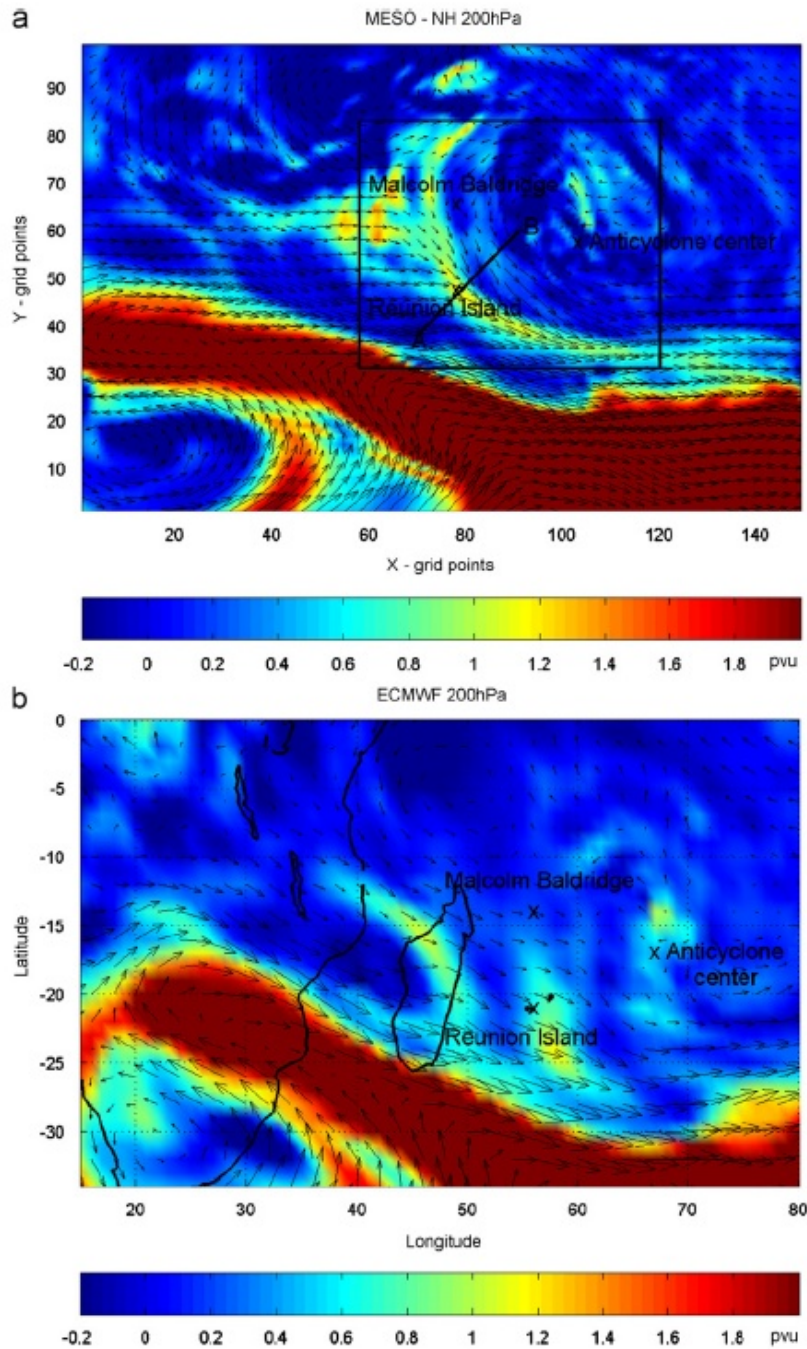 a
MESO - NH 200hPa
90
80
70
60
50
40
30
20
10
Y - grid points
Malcolm Baldridge
B
x Anticyclone center
x
Réunion Island
A
20 40 60 80 100 120 140
X - grid points
-0.2 0 0.2 0.4 0.6 0.8 1 1.2 1.4 1.6 1.8 pvu
b
ECMWF 200hPa
0
-5
-10
-15
-20
-25
-30
Latitude
Malcolm Baldridge
X
x Anticyclone
center
x
Réunion Island
20 30 40 50 60 70 80
Longitude
-0.2 0 0.2 0.4 0.6 0.8 1 1.2 1.4 1.6 1.8 pvu